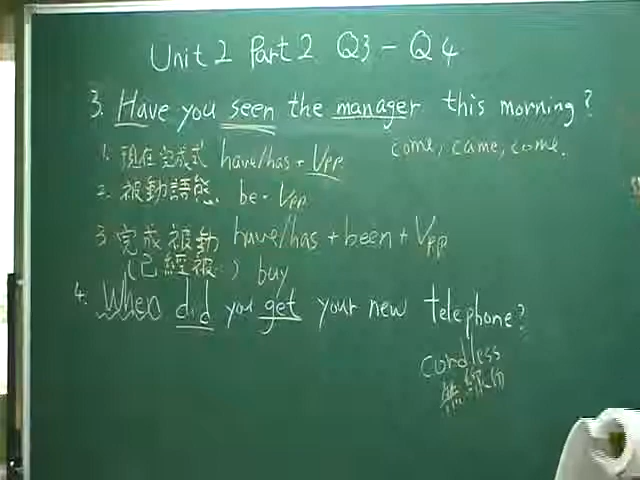 Unit 2 Part 2 Q3 - Q4
3. Have you seen the manager this morning?
1. 現在完成式 have/has + Vpp come, came, come.
2. 被動語態 be + Vpp
3. 完成被動 have/has + been + Vpp
(已經被) buy
4. When did you get your new telephone?
cordless
無線的